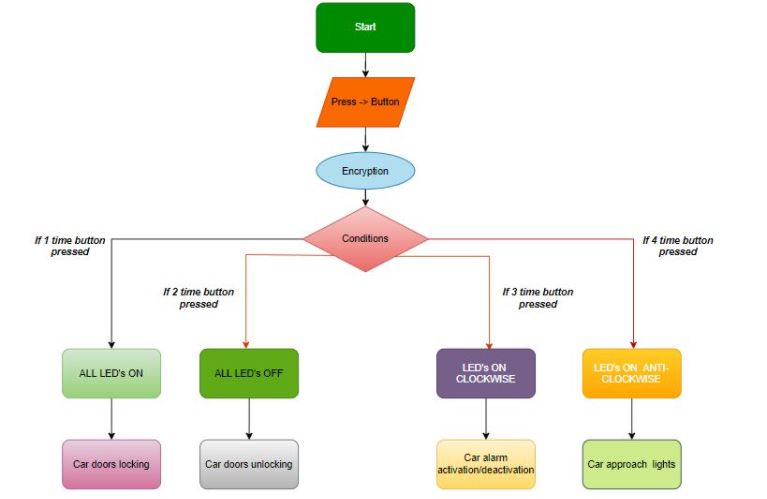 Start
Press -> Button
Encryption
Conditions
If 1 time button
pressed
If 4 time button
pressed
If 2 time button
pressed
If 3 time button
pressed
ALL LED's ON
ALL LED's OFF
LED's ON
CLOCKWISE
LED's ON ANTI-
CLOCKWISE
Car doors locking
Car doors unlocking
Car alarm
activation/deactivation
Car approach lights